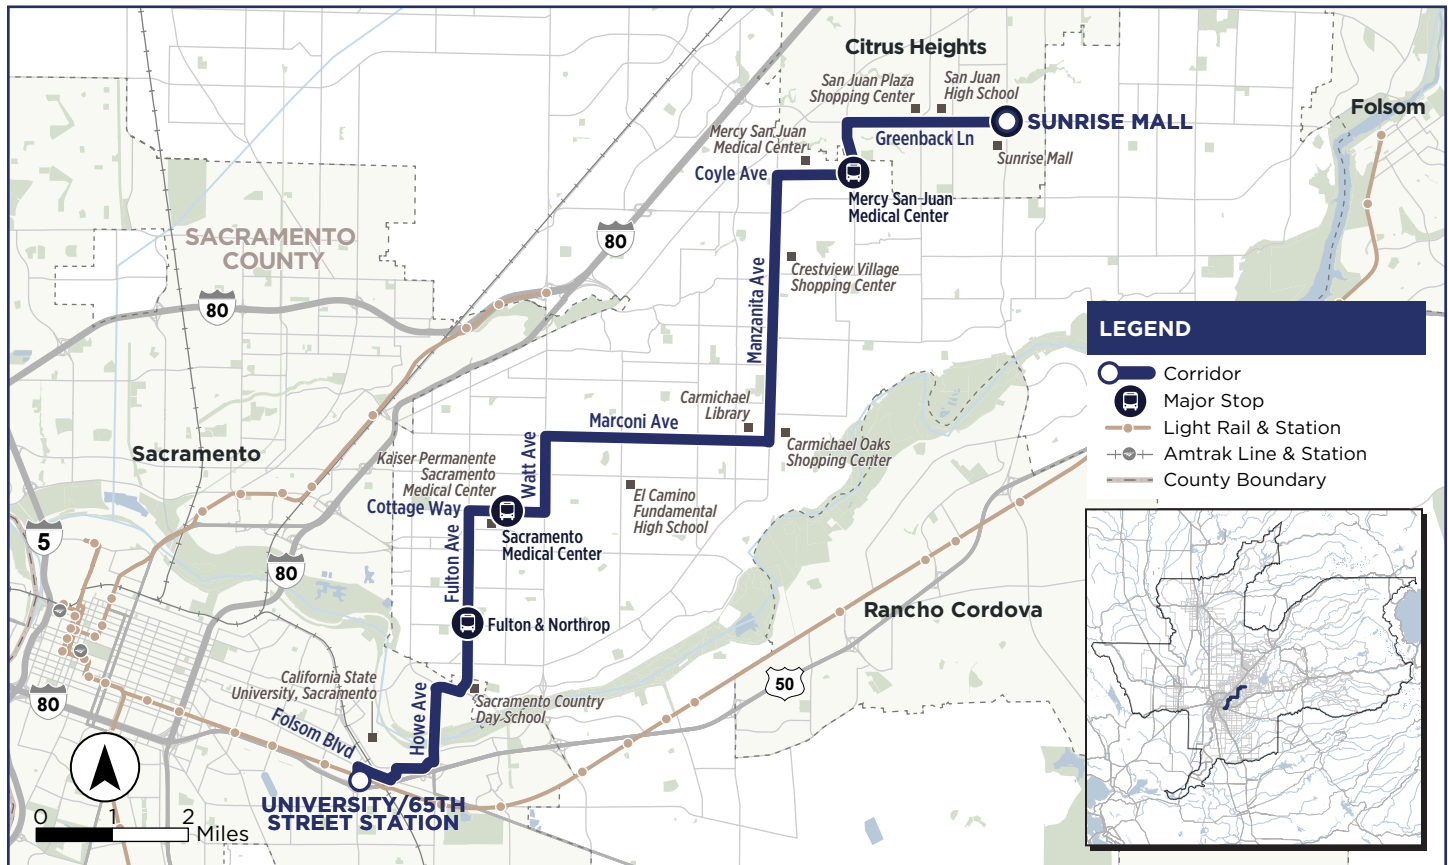 Citrus Heights
San Juan Plaza
Shopping Center
San Juan
High School
Folsom
SUNRISE MALL
Greenback Ln
Mercy San Juan
Medical Center
Sunrise Mall
Coyle Ave
Mercy San Juan
Medical Center
80
SACRAMENTO
COUNTY
80
Crestview Village
Shopping Center
Manzanita Ave
LEGEND
Corridor
Major Stop
Light Rail & Station
Amtrak Line & Station
County Boundary
Carmichael
Library
Marconi Ave
Carmichael Oaks
Shopping Center
Sacramento
Kaiser Permanente
Sacramento
Medical Center
Watt Ave
El Camino
Fundamental
High School
Cottage Way
Sacramento
Medical Center
5
80
Fulton Ave
Fulton & Northrop
Rancho Cordova
50
California State
University, Sacramento
Sacramento Country
Day School
80
Howe Ave
Folsom Blvd
UNIVERSITY/65TH
STREET STATION
0 1 2
Miles